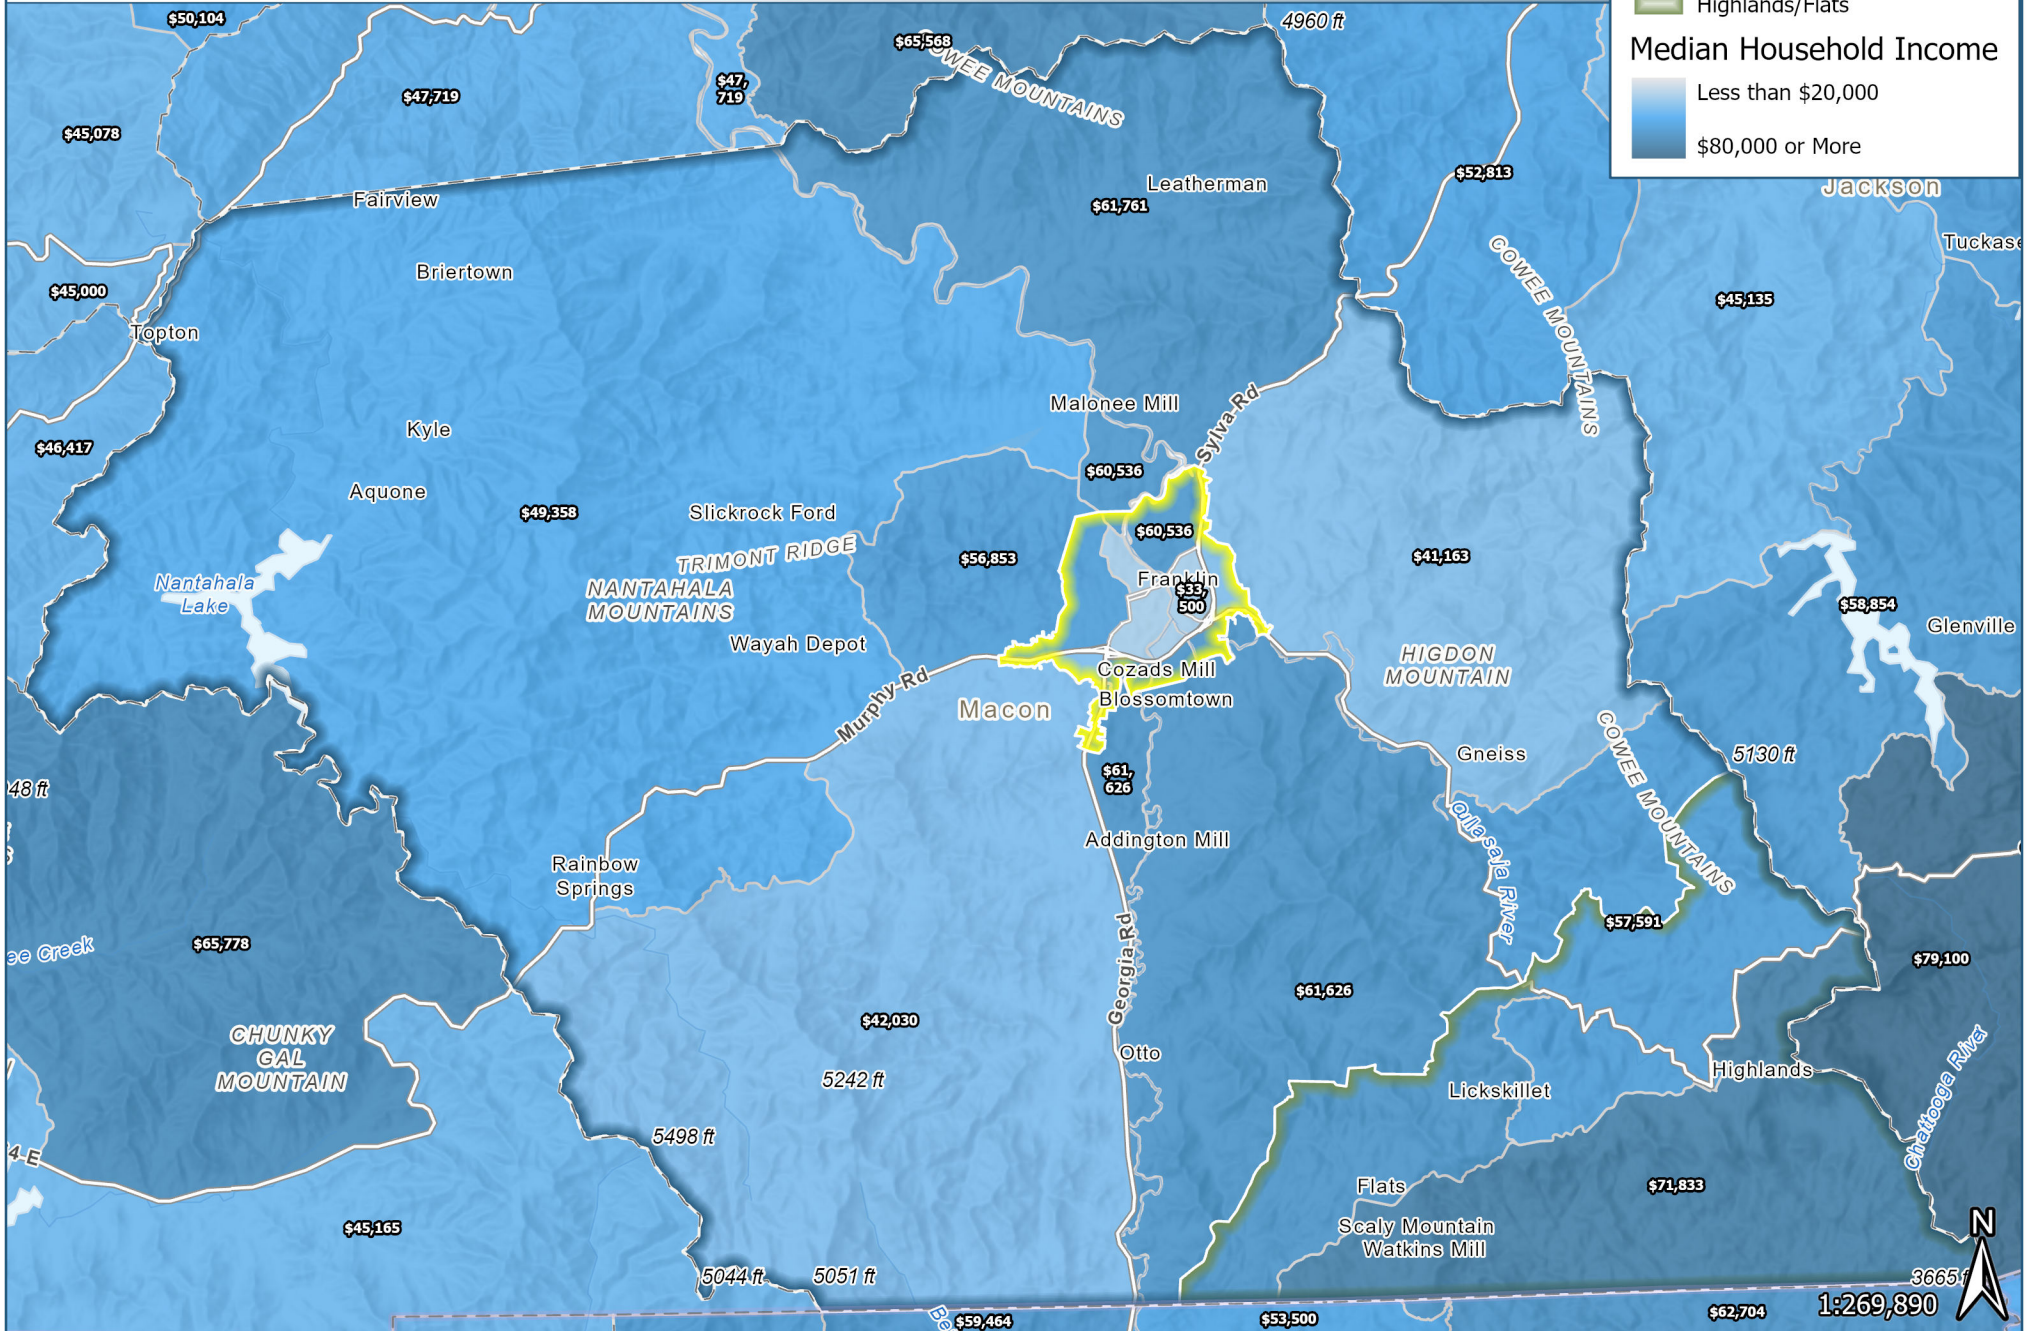 Highlands/Flats
Median Household Income
Less than $20,000
$80,000 or More
$50,104
$65,568
4960 ft
COWEE MOUNTAINS
$47,719
$47,
719
$45,078
$52,813
Leatherman
Jackson
Fairview
$61,761
Tuckase
Briertown
COWEE MOUNTAINS
$45,000
$45,135
Topton
Malonee Mill
Sylva Rd
Kyle
$46,417
$60,536
Aquone
$49,358
Slickrock Ford
$60,536
TRIMONT RIDGE
$56,853
$41,163
Nantahala
Lake
NANTAHALA
MOUNTAINS
Franklin
$33,
500
$58,854
Glenville
Wayah Depot
HIGDON
MOUNTAIN
Cozads Mill
Murphy Rd
Macon
Blossomtown
COWEE MOUNTAINS
Gneiss
5130 ft
$61,
626
48 ft
Cullasaja River
Addington Mill
Rainbow
Springs
$57,591
ee Creek
$65,778
Georgia Rd
$79,100
$61,626
$42,030
CHUNKY
GAL
MOUNTAIN
Otto
5242 ft
Lickskillet
Highlands
Chattooga River
5498 ft
4 E
Flats
$71,833
$45,165
Scaly Mountain
Watkins Mill
N
5044 ft
5051 ft
3665 f
1:269,890
Be
$59,464
$53,500
$62,704